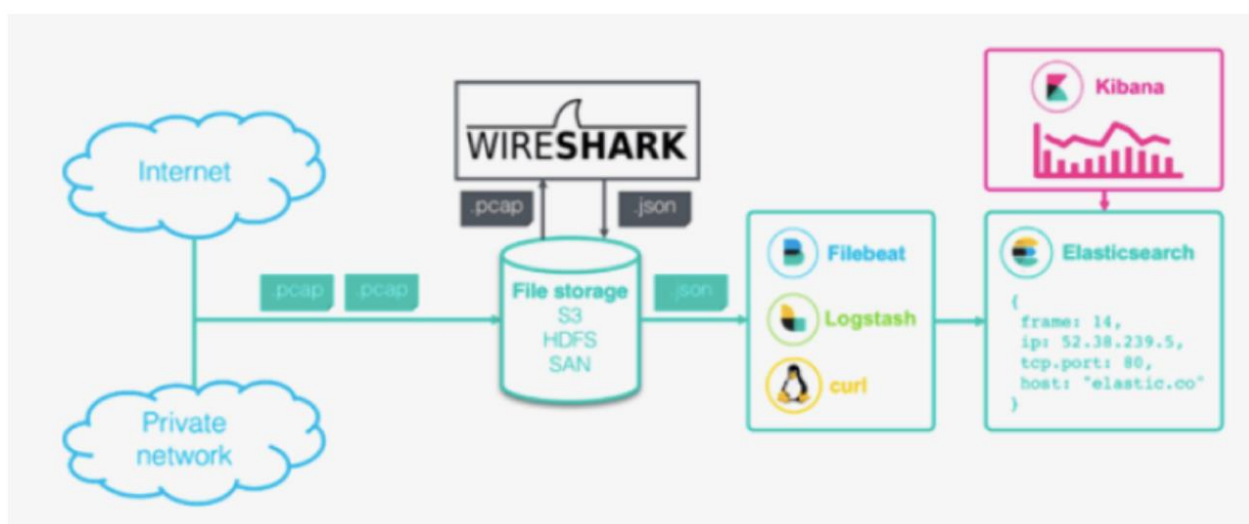 Internet
Private
network
.pcap
.pcap
WIRESHARK
.pcap
.json
File storage
S3
HDFS
SAN
.json
Filebeat
Logstash
curl
Kibana
Elasticsearch
{
frame: 14,
ip: 52.38.239.5,
tcp.port: 80,
host: "elastic.co"
}